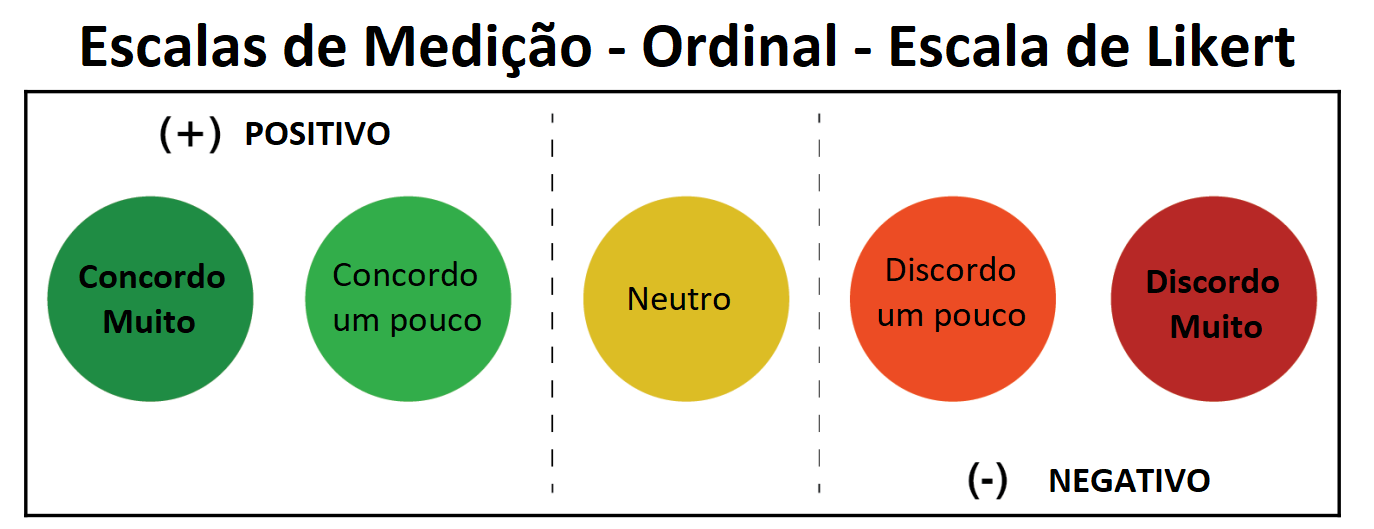 Escalas de Medição - Ordinal - Escala de Likert
(+) POSITIVO
Concordo
Muito
Concordo
um pouco
Neutro
Discordo
um pouco
Discordo
Muito
(-) NEGATIVO